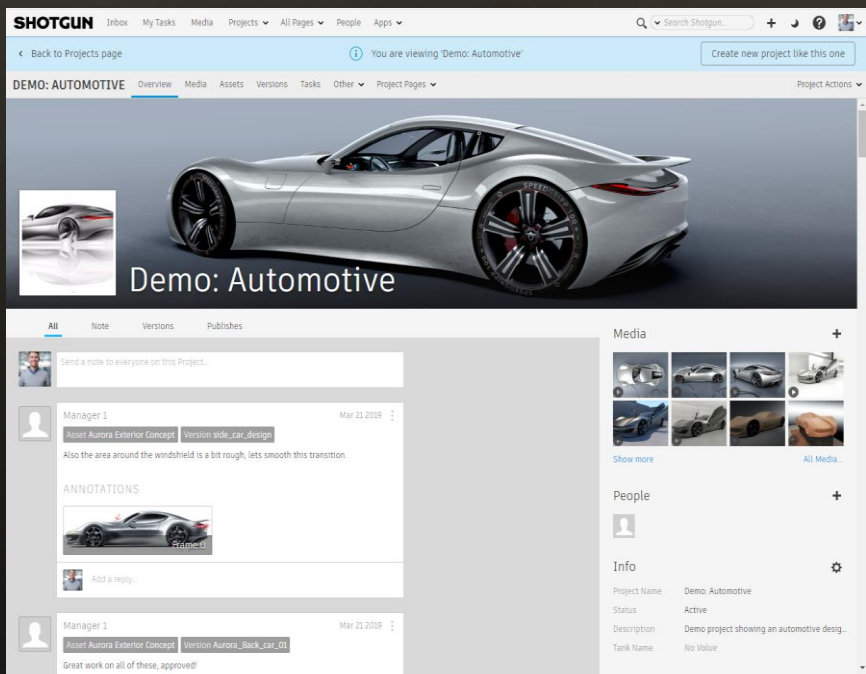 SHOTGUN Inbox My Tasks Media Projects All Pages People Apps Search Shotgun...
Back to Projects page You are viewing 'Demo: Automotive' Create new project like this one
DEMO: AUTOMOTIVE Overview Media Assets Versions Tasks Other Project Pages Project Actions
Demo: Automotive
All Note Versions Publishes
Send a note to everyone on this Project...
Manager 1 Mar 21 2019
Asset Aurora Exterior Concept Version side_car_design
Also the area around the windshield is a bit rough, lets smooth this transition.
ANNOTATIONS
Frame 0
Add a reply...
Manager 1 Mar 21 2019
Asset Aurora Exterior Concept Version Aurora_Back_car_01
Great work on all of these, approved!
Media
Show more All Media...
People
Info
Project Name Demo: Automotive
Status Active
Description Demo project showing an automotive desig...
Tank Name No Value